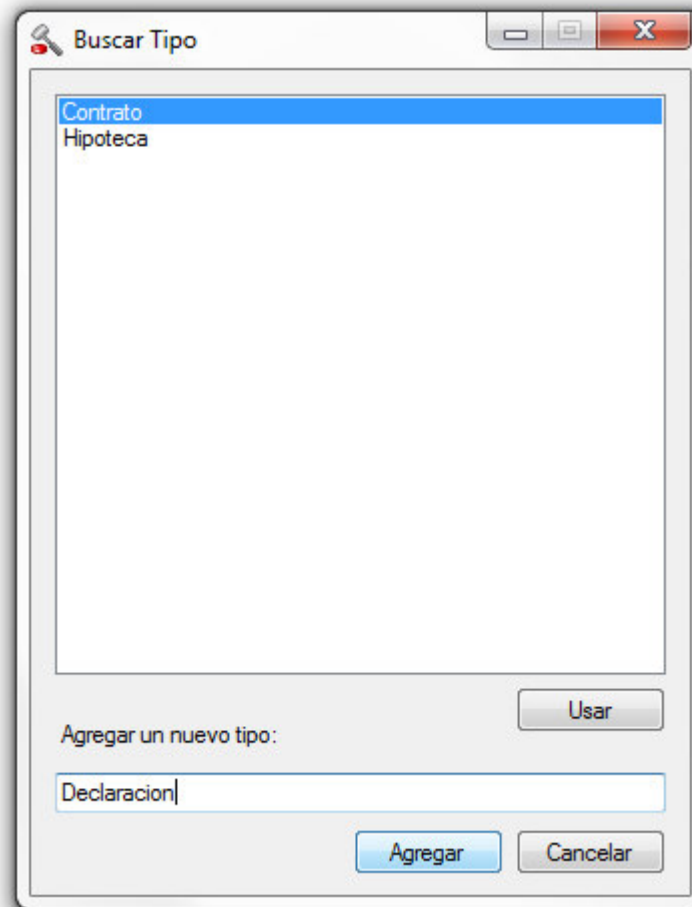 Buscar Tipo
Contrato
Hipoteca
Usar
Agregar un nuevo tipo:
Declaracion
Agregar
Cancelar